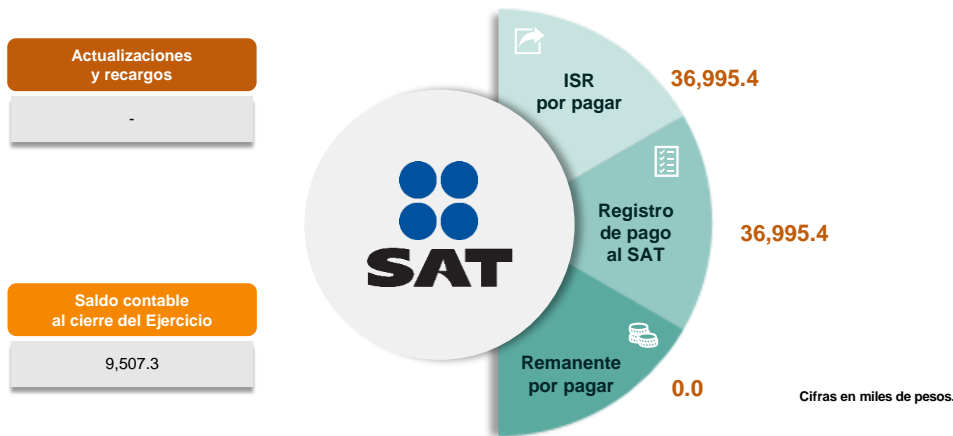 Actualizaciones
y recargos
-
Saldo contable
al cierre del Ejercicio
9,507.3
SAT
ISR
por pagar
36,995.4
Registro
de pago
al SAT
36,995.4
Remanente
por pagar
0.0
Cifras en miles de pesos.